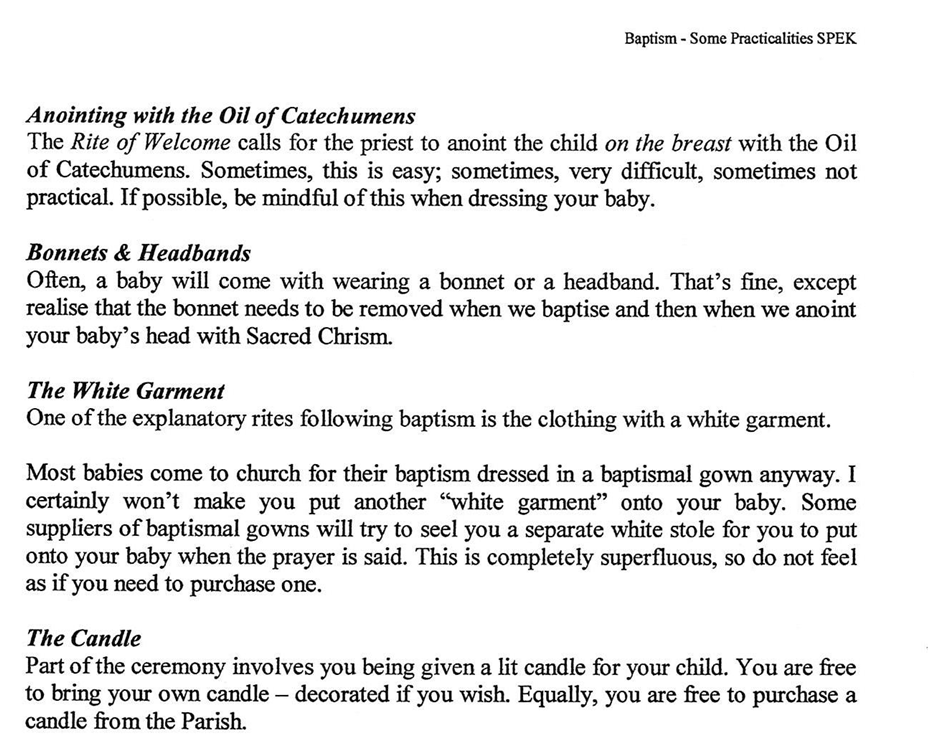 Baptism - Some Practicalities SPEK
Anointing with the Oil of Catechumens
The Rite of Welcome calls for the priest to anoint the child on the breast with the Oil
of Catechumens. Sometimes, this is easy; sometimes, very difficult, sometimes not
practical. If possible, be mindful of this when dressing your baby.
Bonnets & Headbands
Often, a baby will come with wearing a bonnet or a headband. That's fine, except
realise that the bonnet needs to be removed when we baptise and then when we anoint
your baby's head with Sacred Chrism.
The White Garment
One of the explanatory rites following baptism is the clothing with a white garment.
Most babies come to church for their baptism dressed in a baptismal gown anyway. I
certainly won't make you put another “white garment” onto your baby. Some
suppliers of baptismal gowns will try to seel you a separate white stole for you to put
onto your baby when the prayer is said. This is completely superfluous, so do not feel
as if you need to purchase one.
The Candle
Part of the ceremony involves you being given a lit candle for your child. You are free
to bring your own candle – decorated if you wish. Equally, you are free to purchase a
candle from the Parish.